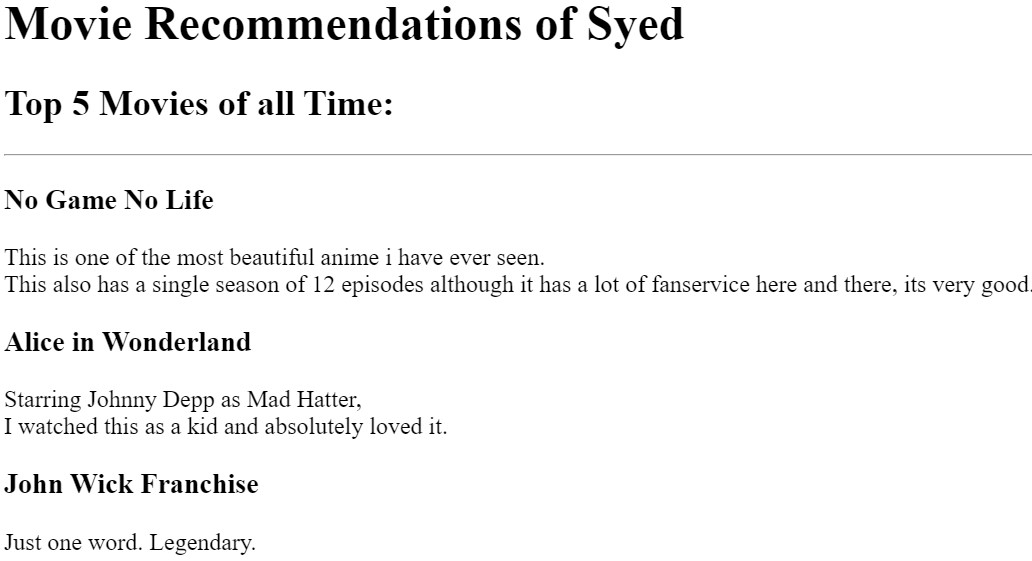 Movie Recommendations of Syed
Top 5 Movies of all Time:
No Game No Life
This is one of the most beautiful anime i have ever seen.
This also has a single season of 12 episodes although it has a lot of fanservice here and there, its very good.
Alice in Wonderland
Starring Johnny Depp as Mad Hatter,
I watched this as a kid and absolutely loved it.
John Wick Franchise
Just one word. Legendary.